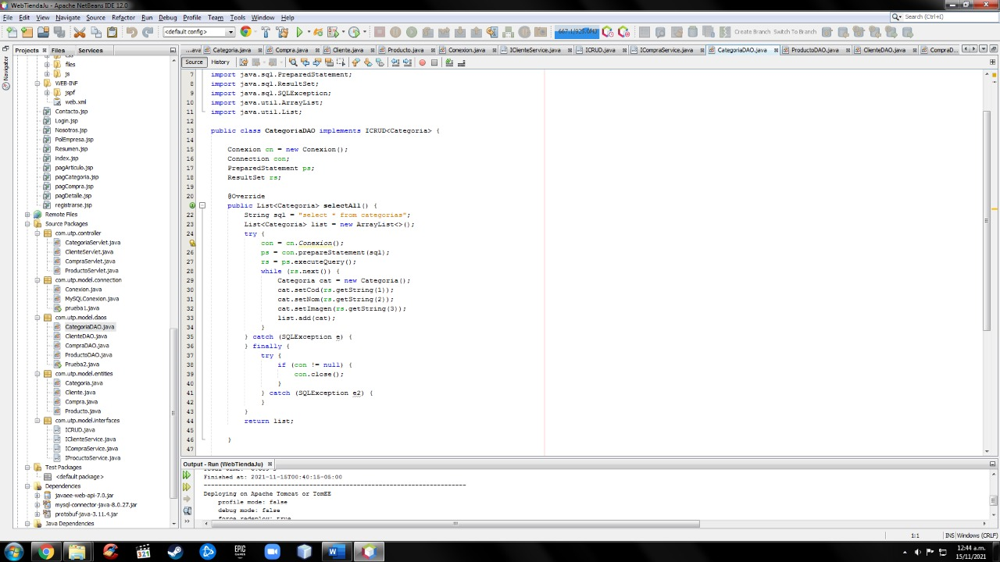 WebTiendaJu - Apache NetBeans IDE 12.0
File Edit View Navigate Source Refactor Run Debug Profile Team Tools Window Help
Search (Ctrl+I)
<default config>
Create Branch Switch To Branch
Projects Files Services
Categoria.java Compra.java Cliente.java Producto.java Conexion.java IClienteService.java ICRUD.java ICompraService.java CategoriaDAO.java ProductoDAO.java ClienteDAO.java CompraD...
Source History
Navigator
files
js
WEB-INF
jspf
web.xml
Contacto.jsp
Login.jsp
Nosotros.jsp
PolEmpresa.jsp
Resumen.jsp
index.jsp
pagArticulo.jsp
pagCategoria.jsp
pagCompra.jsp
pagDetalle.jsp
registrarse.jsp
Remote Files
Source Packages
com.utp.controller
CategoriaServlet.java
ClienteServlet.java
CompraServlet.java
ProductoServlet.java
com.utp.model.connection
Conexion.java
MySQLConexion.java
prueba1.java
com.utp.model.daos
CategoriaDAO.java
ClienteDAO.java
CompraDAO.java
ProductoDAO.java
Prueba2.java
com.utp.model.entities
Categoria.java
Cliente.java
Compra.java
Producto.java
com.utp.model.interfaces
ICRUD.java
IClienteService.java
ICompraService.java
IProcuctoService.java
Test Packages
<default package>
Dependencies
javaee-web-api-7.0.jar
mysql-connector-java-8.0.27.jar
protobuf-java-3.11.4.jar
Java Dependencies
7 import java.sql.PreparedStatement;
8 import java.sql.ResultSet;
9 import java.sql.SQLException;
10 import java.util.ArrayList;
11 import java.util.List;
12
13 public class CategoriaDAO implements ICRUD<Categoria> {
14
15 Conexion cn = new Conexion();
16 Connection con;
17 PreparedStatement ps;
18 ResultSet rs;
19
20 @Override
public List<Categoria> selectAll() {
22 String sql = "select * from categorias";
23 List<Categoria> list = new ArrayList<>();
24 try {
con = cn.Conexion();
26 ps = con.prepareStatement(sql);
27 rs = ps.executeQuery();
28 while (rs.next()) {
29 Categoria cat = new Categoria();
30 cat.setCod(rs.getString(1));
31 cat.setNom(rs.getString(2));
32 cat.setImagen(rs.getString(3));
33 list.add(cat);
34 }
35 } catch (SQLException e) {
36 } finally {
37 try {
38 if (con != null) {
39 con.close();
40 }
41 } catch (SQLException e2) {
42 }
43 }
44 return list;
45
46 }
47
Output - Run (WebTiendaJu)
Finished at: 2021-11-15T00:40:15-05:00
------------------------------------------------------------------------
Deploying on Apache Tomcat or TomEE
profile mode: false
debug mode: false
force redeploy: true
1:1 INS Windows (CRLF)
321
EPIC GAMES
12:44 a.m.
15/11/2021